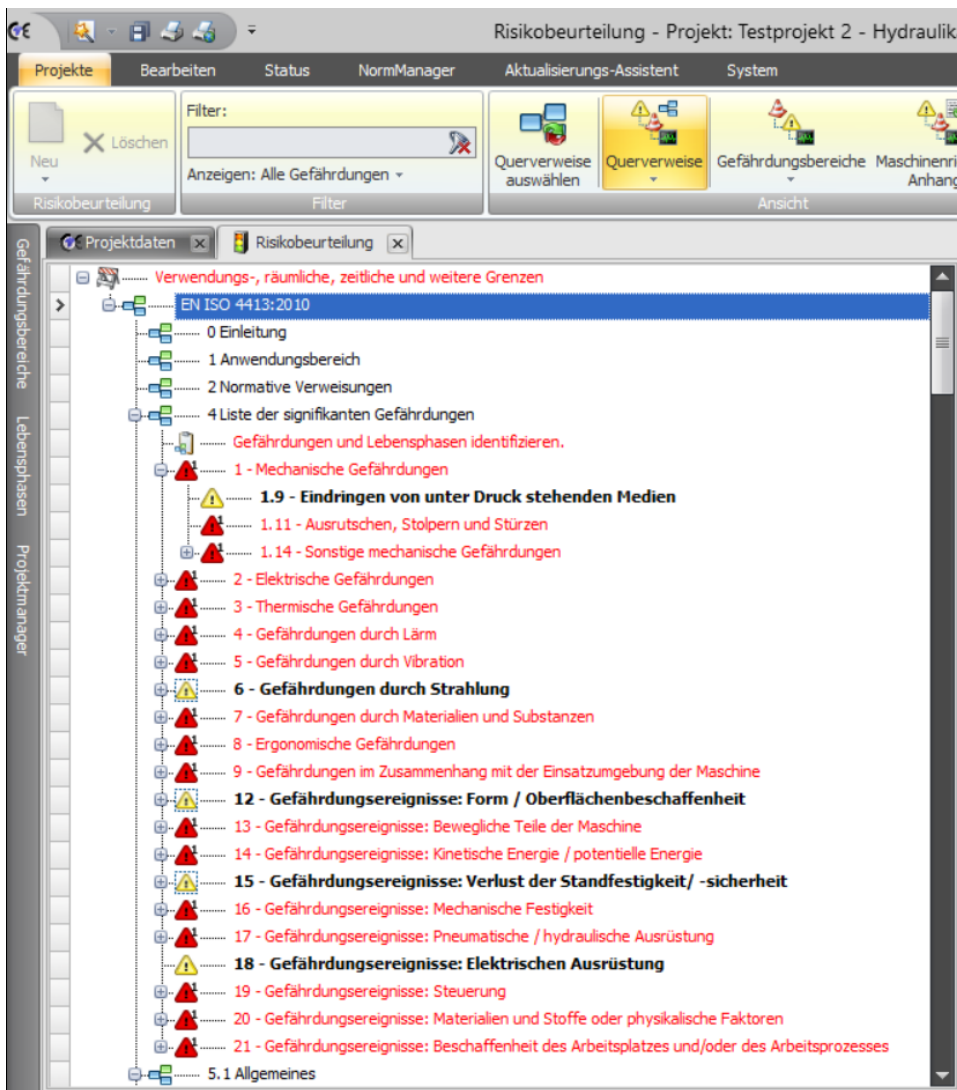 Risikobeurteilung - Projekt: Testprojekt 2 - Hydraulik
Projekte Bearbeiten Status NormManager Aktualisierungs-Assistent System
Filter:
Neu
Löschen
Anzeigen: Alle Gefährdungen
Querverweise auswählen
Querverweise
Gefährdungsbereiche
Maschinenri
Anhang
Risikobeurteilung Filter Ansicht
Gefährdungsbereiche
Lebensphasen
Projektmanager
Projektdaten Risikobeurteilung
Verwendungs-, räumliche, zeitliche und weitere Grenzen
EN ISO 4413:2010
0 Einleitung
1 Anwendungsbereich
2 Normative Verweisungen
4 Liste der signifikanten Gefährdungen
Gefährdungen und Lebensphasen identifizieren.
1 - Mechanische Gefährdungen
1.9 - Eindringen von unter Druck stehenden Medien
1.11 - Ausrutschen, Stolpern und Stürzen
1.14 - Sonstige mechanische Gefährdungen
2 - Elektrische Gefährdungen
3 - Thermische Gefährdungen
4 - Gefährdungen durch Lärm
5 - Gefährdungen durch Vibration
6 - Gefährdungen durch Strahlung
7 - Gefährdungen durch Materialien und Substanzen
8 - Ergonomische Gefährdungen
9 - Gefährdungen im Zusammenhang mit der Einsatzumgebung der Maschine
12 - Gefährdungsereignisse: Form / Oberflächenbeschaffenheit
13 - Gefährdungsereignisse: Bewegliche Teile der Maschine
14 - Gefährdungsereignisse: Kinetische Energie / potentielle Energie
15 - Gefährdungsereignisse: Verlust der Standfestigkeit/ -sicherheit
16 - Gefährdungsereignisse: Mechanische Festigkeit
17 - Gefährdungsereignisse: Pneumatische / hydraulische Ausrüstung
18 - Gefährdungsereignisse: Elektrischen Ausrüstung
19 - Gefährdungsereignisse: Steuerung
20 - Gefährdungsereignisse: Materialien und Stoffe oder physikalische Faktoren
21 - Gefährdungsereignisse: Beschaffenheit des Arbeitsplatzes und/oder des Arbeitsprozesses
5.1 Allgemeines